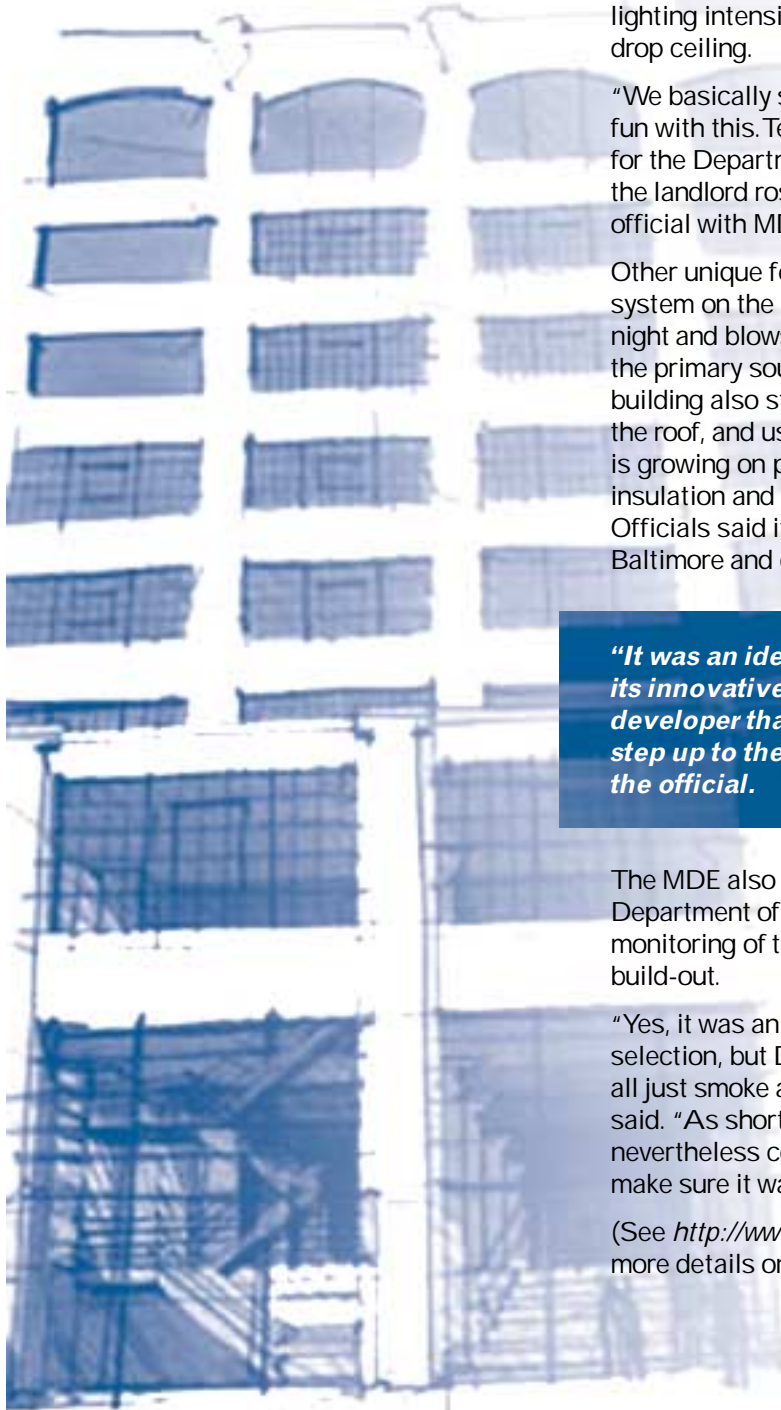 lighting intensi
drop ceiling.
“We basically s
fun with this. Te
for the Departm
the landlord ros
official with M
Other unique fe
system on the
night and blows
the primary sou
building also st
the roof, and us
is growing on p
insulation and
Officials said i
Baltimore and
“It was an ide
its innovative
developer tha
step up to the
the official.
The MDE also
Department of
monitoring of t
build-out.
“Yes, it was an
selection, but D
all just smoke a
said. “As short
nevertheless c
make sure it wa
(See http://ww
more details on